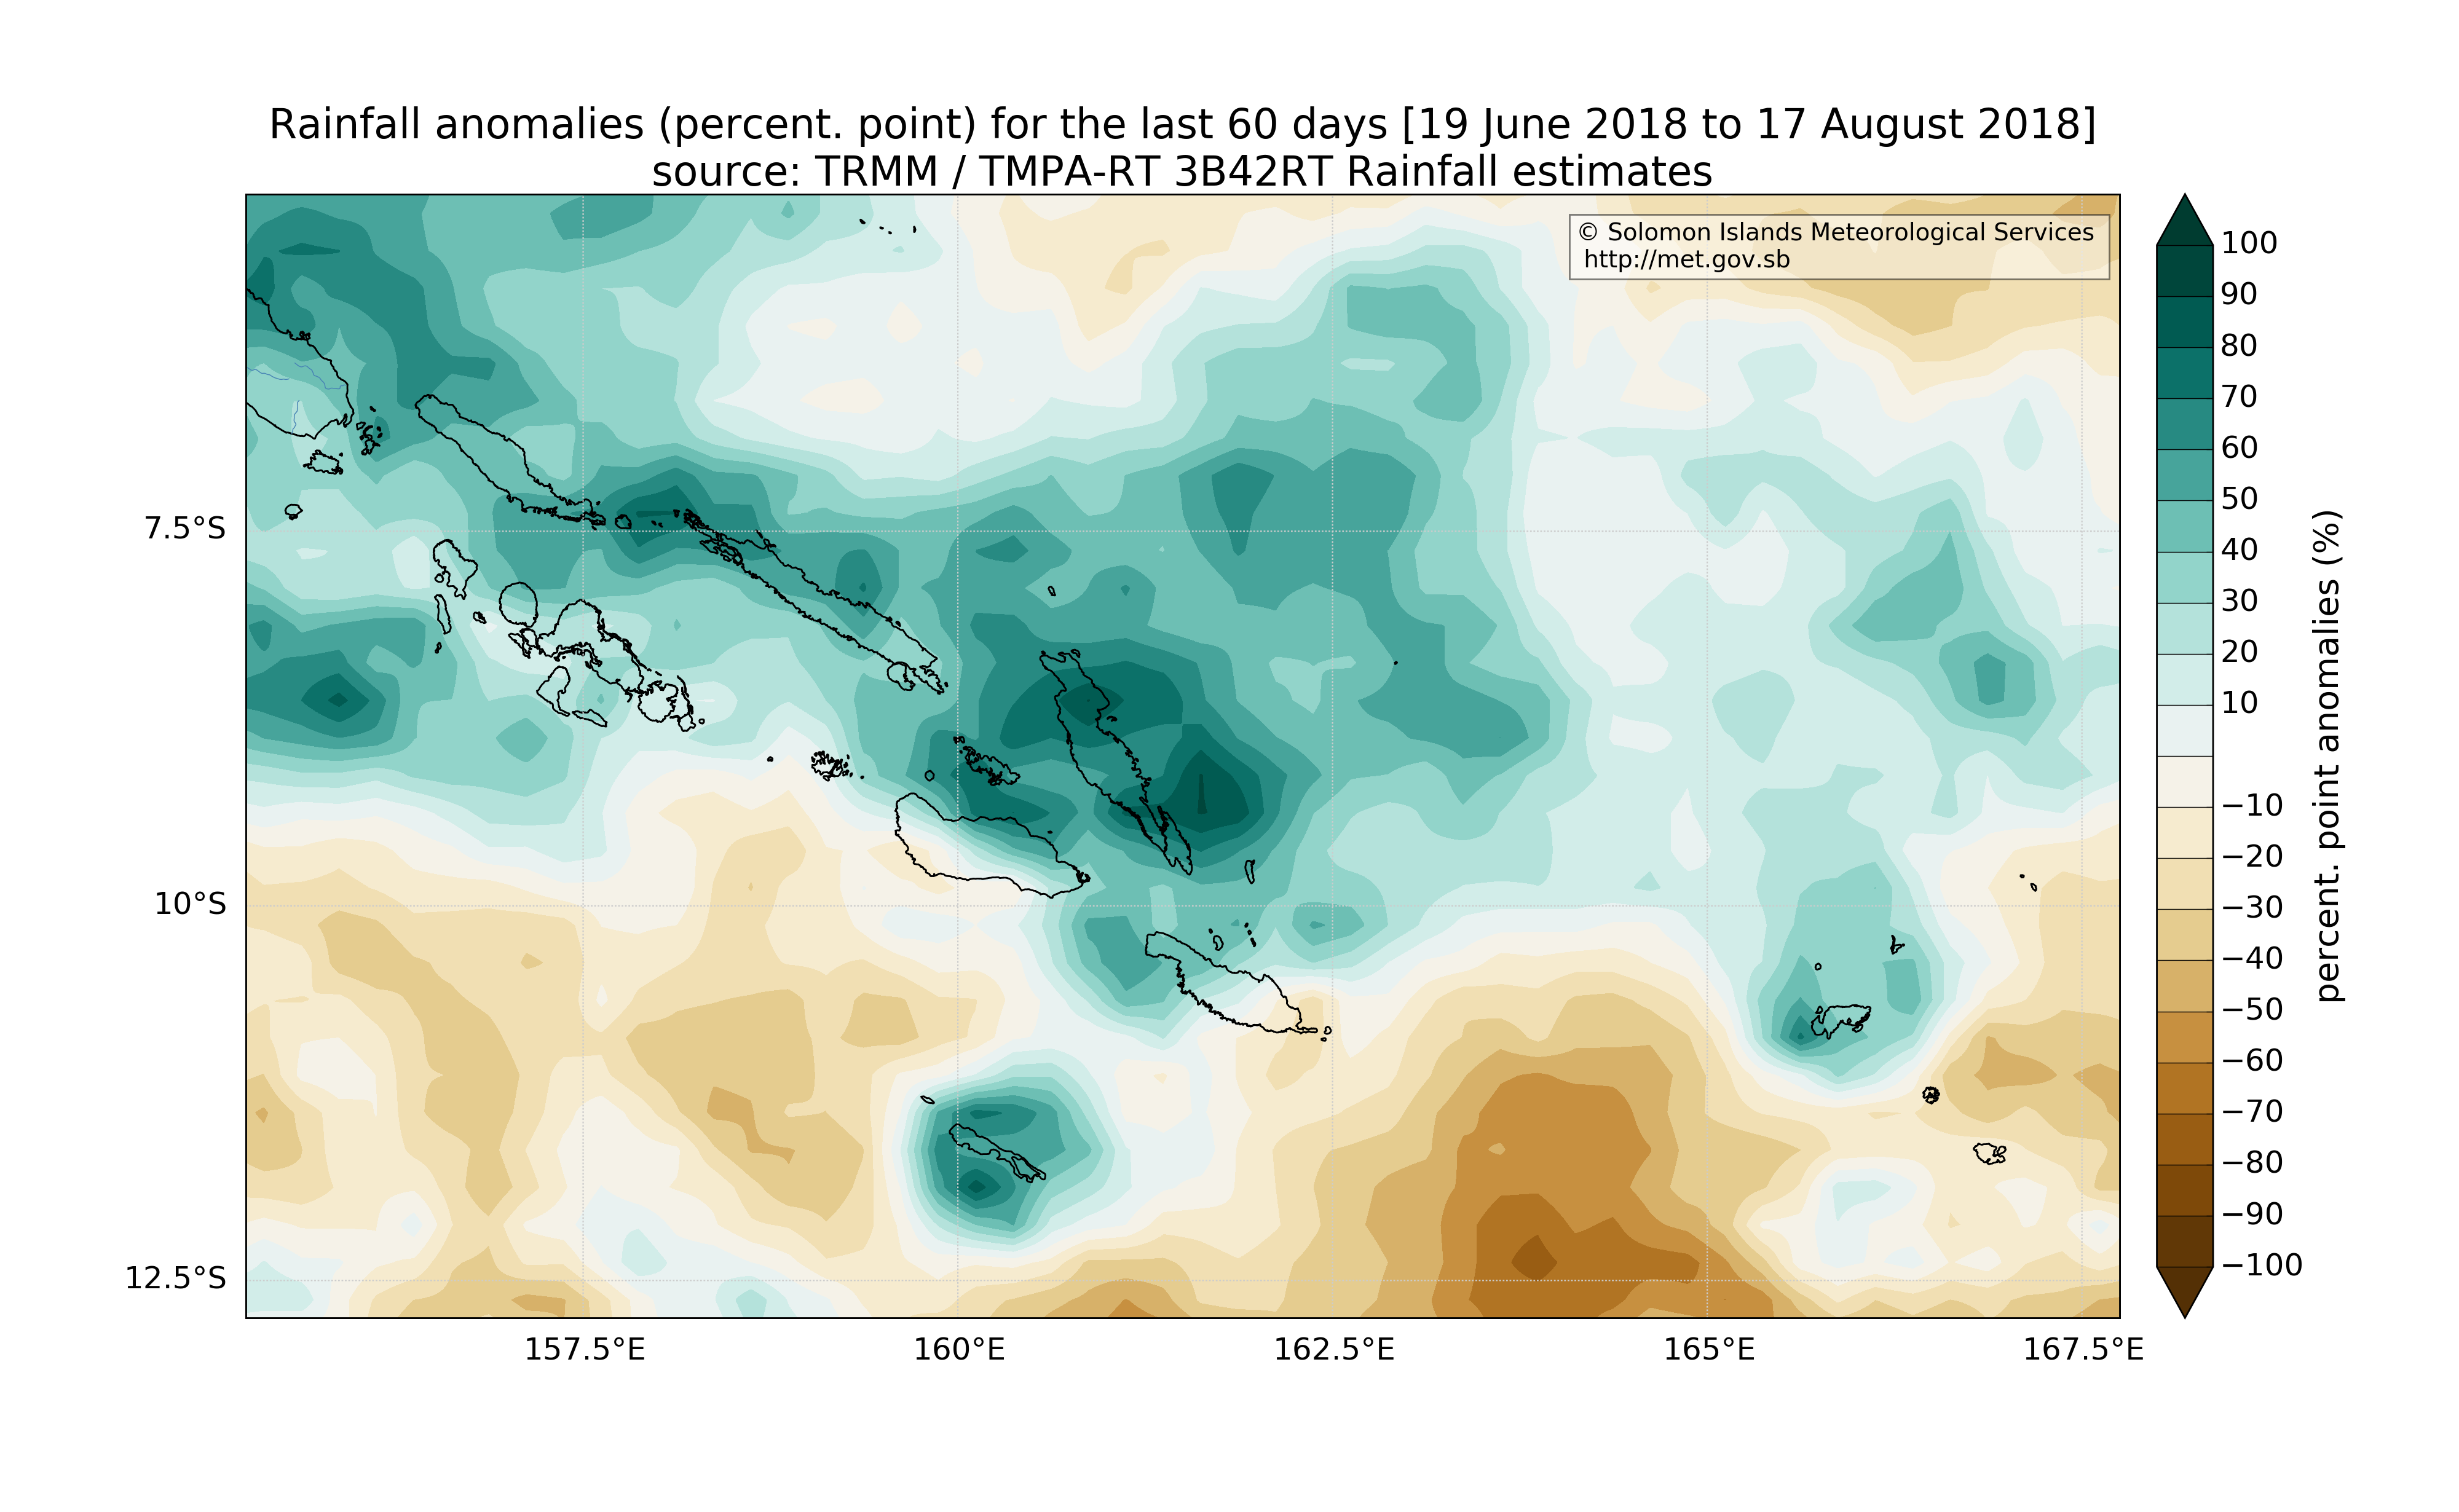 Rainfall anomalies (percent. point) for the last 60 days [19 June 2018 to 17 August 2018]
source: TRMM / TMPA-RT 3B42RT Rainfall estimates
© Solomon Islands Meteorological Services
http://met.gov.sb
7.5°S
10°S
12.5°S
157.5°E
160°E
162.5°E
165°E
167.5°E
100
90
80
70
60
50
40
30
20
10
−10
−20
−30
−40
−50
−60
−70
−80
−90
−100
percent. point anomalies (%)